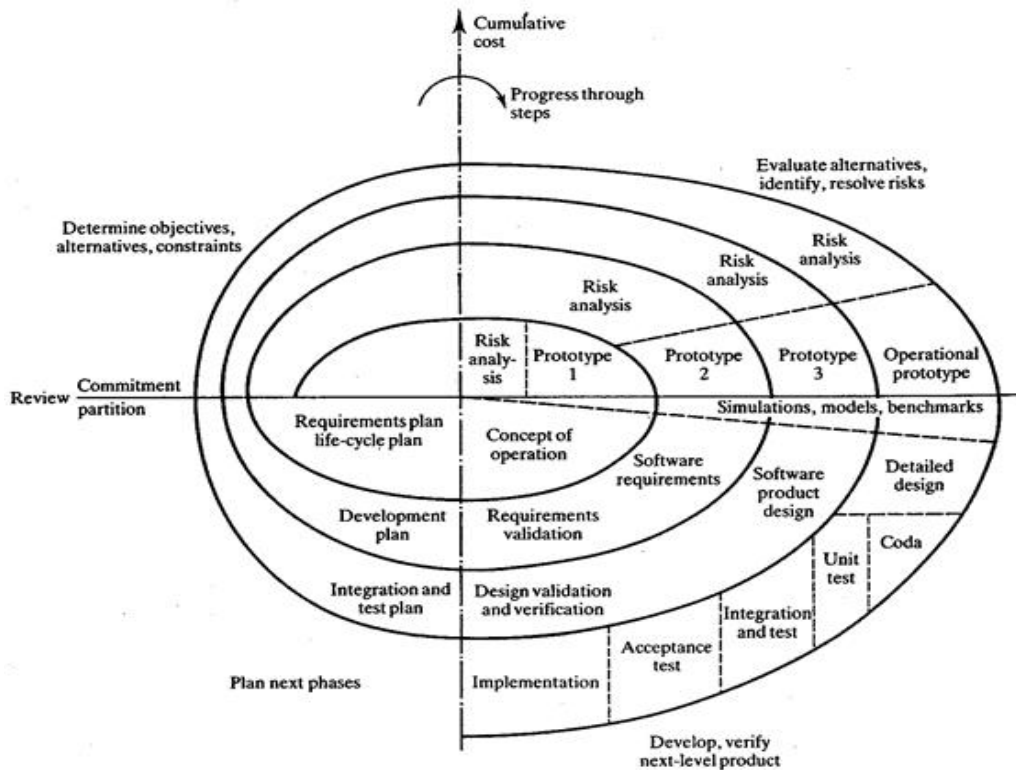 Cumulative
cost
Progress through
steps
Evaluate alternatives,
identify, resolve risks
Determine objectives,
alternatives, constraints
Risk
analysis
Risk
analysis
Risk
analysis
Risk
analy-
sis
Prototype
1
Prototype
2
Prototype
3
Operational
prototype
Review
Commitment
partition
Simulations, models, benchmarks
Requirements plan
life-cycle plan
Concept of
operation
Software
requirements
Software
product
design
Detailed
design
Development
plan
Requirements
validation
Unit
test
Coda
Integration and
test plan
Design validation
and verification
Integration
and test
Acceptance
test
Implementation
Plan next phases
Develop, verify
next-level product